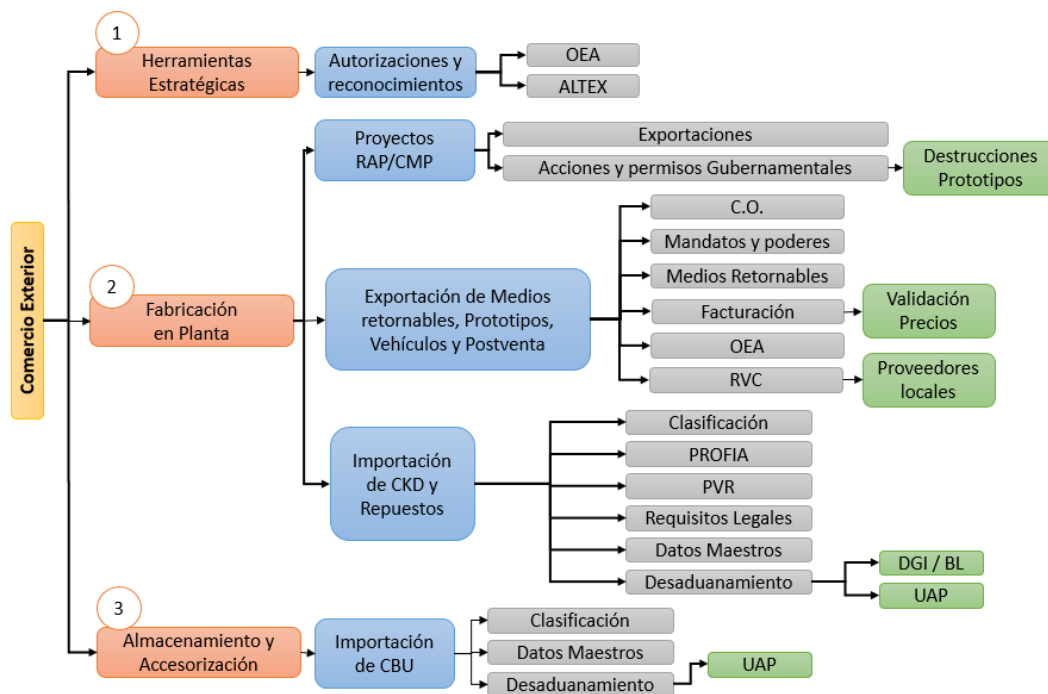 Comercio Exterior
1
Herramientas
Estratégicas
Autorizaciones y
reconocimientos
OEA
ALTEX
2
Fabricación
en Planta
Proyectos
RAP/CMP
Exportaciones
Acciones y permisos Gubernamentales
Destrucciones
Prototipos
Exportación de Medios
retornables, Prototipos,
Vehículos y Postventa
C.O.
Mandatos y poderes
Medios Retornables
Facturación
Validación
Precios
OEA
RVC
Proveedores
locales
Importación
de CKD y
Repuestos
Clasificación
PROFIA
PVR
Requisitos Legales
Datos Maestros
Desaduanamiento
DGI / BL
UAP
3
Almacenamiento y
Accesorización
Importación
de CBU
Clasificación
Datos Maestros
Desaduanamiento
UAP